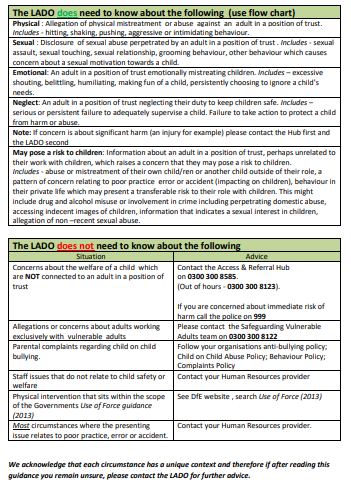 The LADO does need to know about the following  (use flow chart)
Physical : Allegation of physical mistreatment or abuse  against  an adult in a position of trust.
Includes - hitting, shaking, pushing, aggressive or intimidating behaviour.
Sexual : Disclosure of sexual abuse perpetrated by an adult in a position of trust . Includes - sexual
assault, sexual touching, sexual relationship, grooming behaviour, other behaviour which causes
concern about a sexual motivation towards a child.
Emotional: An adult in a position of trust emotionally mistreating children. Includes – excessive
shouting, belittling, humiliating, making fun of a child, persistently choosing to ignore a child's
needs.
Neglect: An adult in a position of trust neglecting their duty to keep children safe. Includes –
serious or persistent failure to adequately supervise a child. Failure to take action to protect a child
from harm or abuse.
Note: If concern is about significant harm (an injury for example) please contact the Hub first and
the LADO second
May pose a risk to children: Information about an adult in a position of trust, perhaps unrelated to
their work with children, which raises a concern that they may pose a risk to children.
Includes - abuse or mistreatment of their own child/ren or another child outside of their role, a
pattern of concern relating to poor practice  error or accident (impacting on children), behaviour in
their private life which may present a transferable risk to their role with children. This might
include drug and alcohol misuse or involvement in crime including perpetrating domestic abuse,
accessing indecent images of children, information that indicates a sexual interest in children,
allegation of non –recent sexual abuse.
The LADO does not need to know about the following
Situation
Advice
Concerns about the welfare of a child  which
are NOT connected to an adult in a position of
trust
Contact the Access & Referral Hub
on 0300 300 8585.
(Out of hours - 0300 300 8123).
If you are concerned about immediate risk of
harm call the police on 999
Allegations or concerns about adults working
exclusively with  vulnerable  adults
Please contact  the Safeguarding Vulnerable
Adults team on 0300 300 8122
Parental complaints regarding child on child
bullying.
Follow your organisations anti-bullying policy;
Child on Child Abuse Policy; Behaviour Policy;
Complaints Policy
Staff issues that do not relate to child safety or
welfare
Contact your Human Resources provider
Physical intervention that sits within the scope
of the Governments Use of Force guidance
(2013)
See DfE website , search Use of Force (2013)
Most circumstances where the presenting
issue relates to poor practice, error or accident.
Contact your Human Resources provider.
We acknowledge that each circumstance has a unique context and therefore if after reading this
guidance you remain unsure, please contact the LADO for further advice.